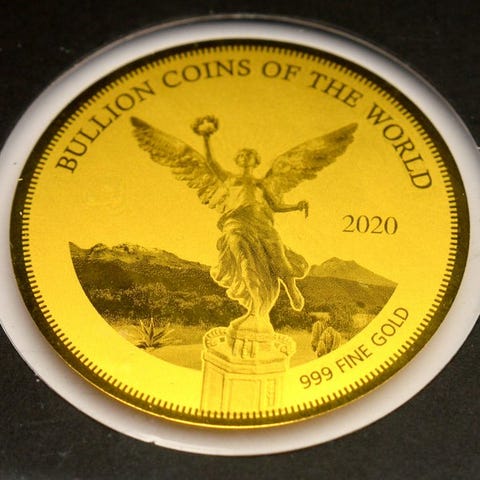 BULLION COINS OF THE WORLD
2020
999 FINE GOLD